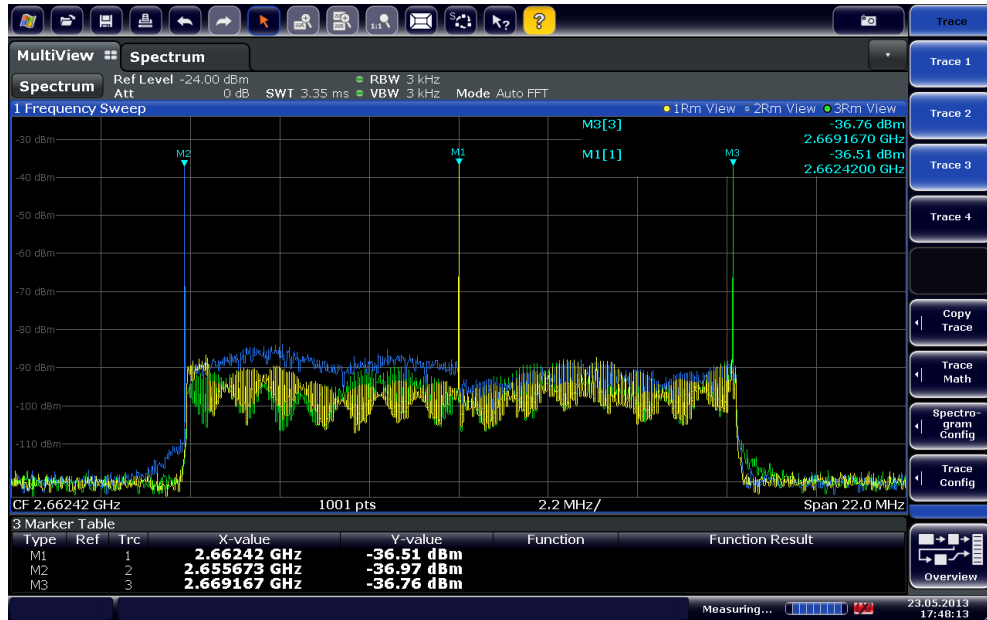 1:1
S
?
?
Trace
MultiView
Spectrum
Trace 1
Spectrum
Ref Level -24.00 dBm
RBW 3 kHz
Att 0 dB SWT 3.35 ms VBW 3 kHz Mode Auto FFT
1 Frequency Sweep
1Rm View 2Rm View 3Rm View
Trace 2
M3[3] -36.76 dBm
2.6691670 GHz
M1[1] -36.51 dBm
2.6624200 GHz
-30 dBm
M2
M1
M3
Trace 3
-40 dBm
-50 dBm
Trace 4
-60 dBm
-70 dBm
-80 dBm
Copy
Trace
-90 dBm
Trace
Math
-100 dBm
Spectro-
gram
Config
-110 dBm
Trace
Config
CF 2.66242 GHz 1001 pts 2.2 MHz/ Span 22.0 MHz
3 Marker Table
Type Ref Trc X-value Y-value Function Function Result
M1 1 2.66242 GHz -36.51 dBm
M2 2 2.655673 GHz -36.97 dBm
M3 3 2.669167 GHz -36.76 dBm
Overview
Measuring...
23.05.2013
17:48:13